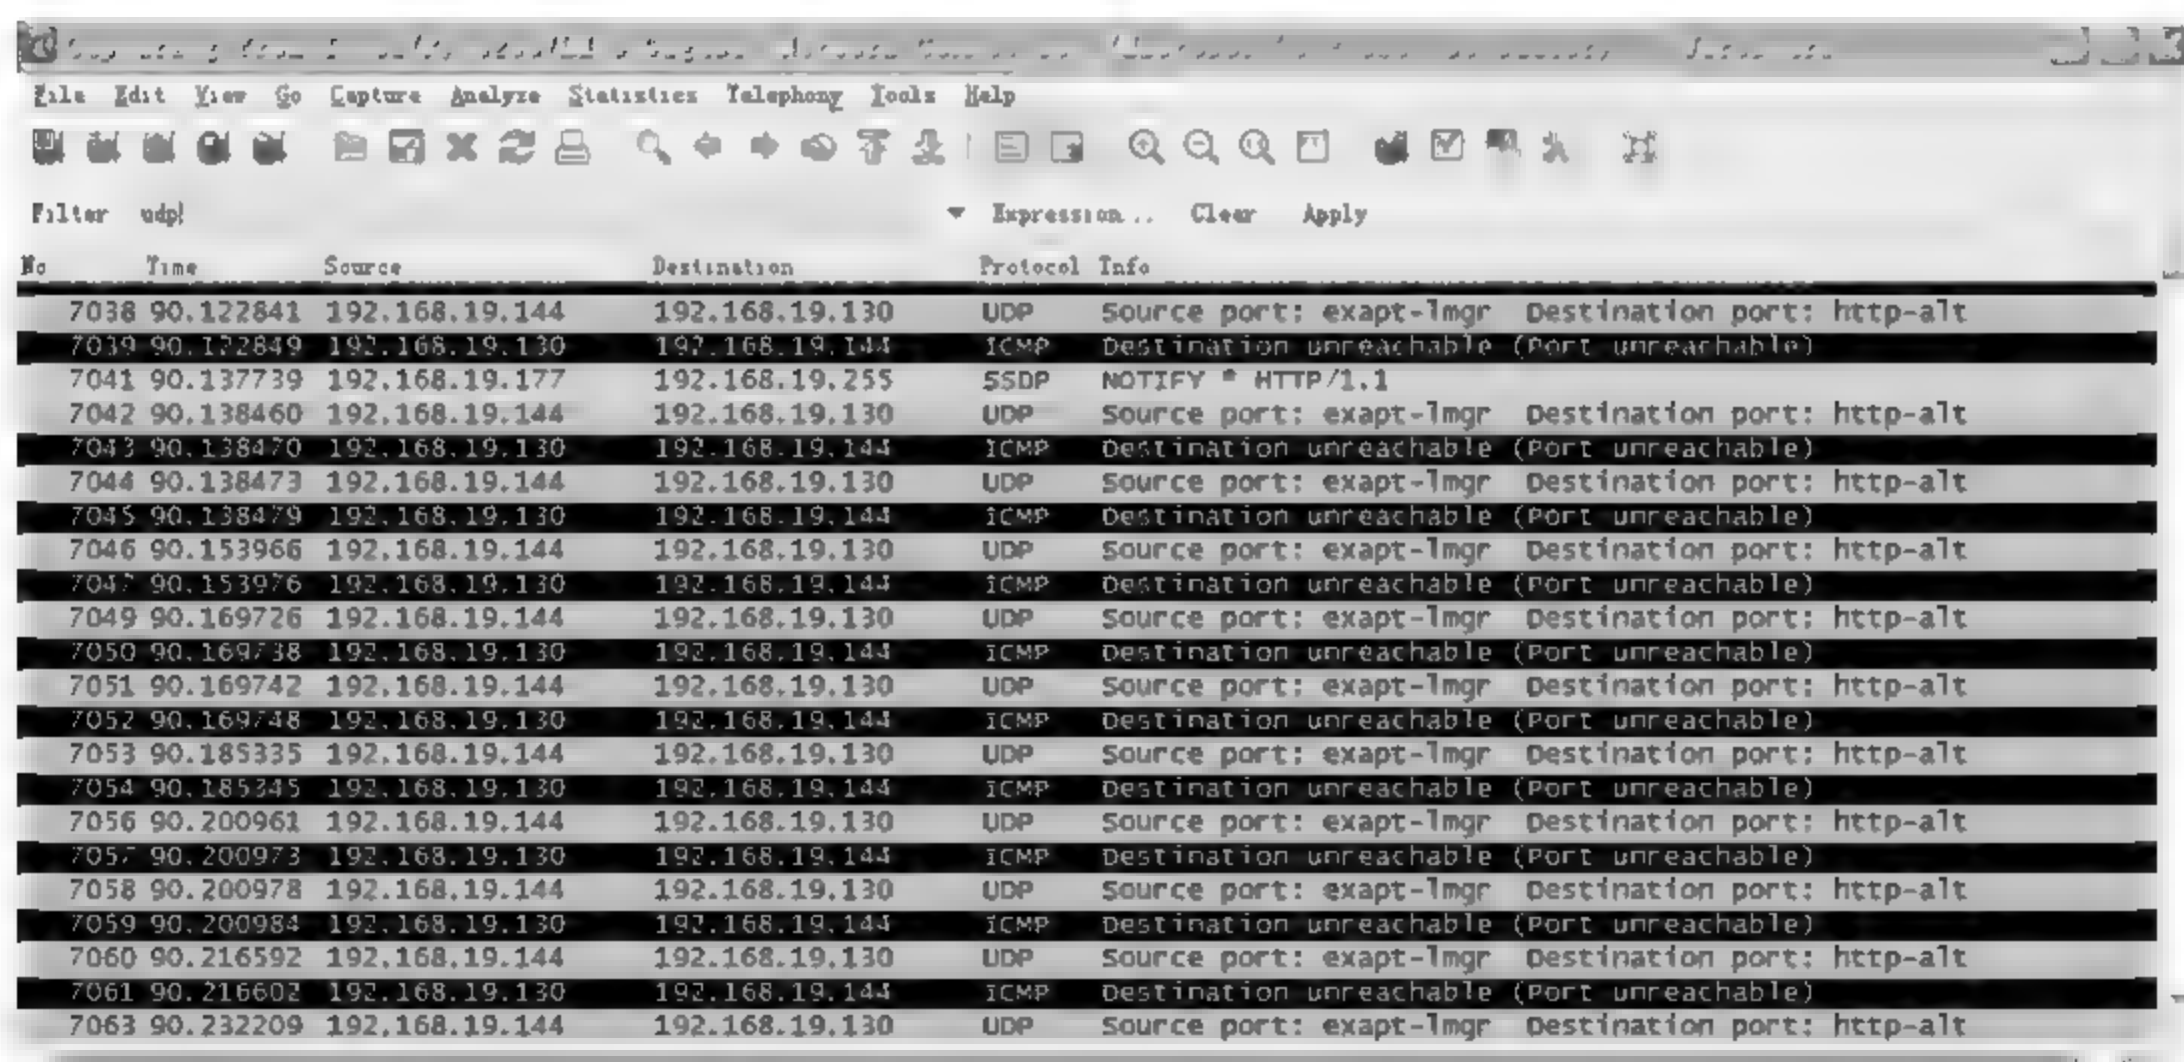 File Edit View Go Capture Analyze Statistics Telephony Tools Help
Filter udp Expression... Clear Apply
No Time Source Destination Protocol Info
7038 90.122841 192.168.19.144 192.168.19.130 UDP Source port: exapt-lmgr Destination port: http-alt
7039 90.122849 192.168.19.130 192.168.19.144 ICMP Destination unreachable (Port unreachable)
7041 90.137739 192.168.19.177 192.168.19.255 SSDP NOTIFY * HTTP/1.1
7042 90.138460 192.168.19.144 192.168.19.130 UDP Source port: exapt-lmgr Destination port: http-alt
7043 90.138470 192.168.19.130 192.168.19.144 ICMP Destination unreachable (Port unreachable)
7044 90.138473 192.168.19.144 192.168.19.130 UDP Source port: exapt-lmgr Destination port: http-alt
7045 90.138479 192.168.19.130 192.168.19.144 ICMP Destination unreachable (Port unreachable)
7046 90.153966 192.168.19.144 192.168.19.130 UDP Source port: exapt-lmgr Destination port: http-alt
7047 90.153976 192.168.19.130 192.168.19.144 ICMP Destination unreachable (Port unreachable)
7049 90.169726 192.168.19.144 192.168.19.130 UDP Source port: exapt-lmgr Destination port: http-alt
7050 90.169738 192.168.19.130 192.168.19.144 ICMP Destination unreachable (Port unreachable)
7051 90.169742 192.168.19.144 192.168.19.130 UDP Source port: exapt-lmgr Destination port: http-alt
7052 90.169748 192.168.19.130 192.168.19.144 ICMP Destination unreachable (Port unreachable)
7053 90.185335 192.168.19.144 192.168.19.130 UDP Source port: exapt-lmgr Destination port: http-alt
7054 90.185345 192.168.19.130 192.168.19.144 ICMP Destination unreachable (Port unreachable)
7056 90.200961 192.168.19.144 192.168.19.130 UDP Source port: exapt-lmgr Destination port: http-alt
7057 90.200973 192.168.19.130 192.168.19.144 ICMP Destination unreachable (Port unreachable)
7058 90.200978 192.168.19.144 192.168.19.130 UDP Source port: exapt-lmgr Destination port: http-alt
7059 90.200984 192.168.19.130 192.168.19.144 ICMP Destination unreachable (Port unreachable)
7060 90.216592 192.168.19.144 192.168.19.130 UDP Source port: exapt-lmgr Destination port: http-alt
7061 90.216602 192.168.19.130 192.168.19.144 ICMP Destination unreachable (Port unreachable)
7063 90.232209 192.168.19.144 192.168.19.130 UDP Source port: exapt-lmgr Destination port: http-alt